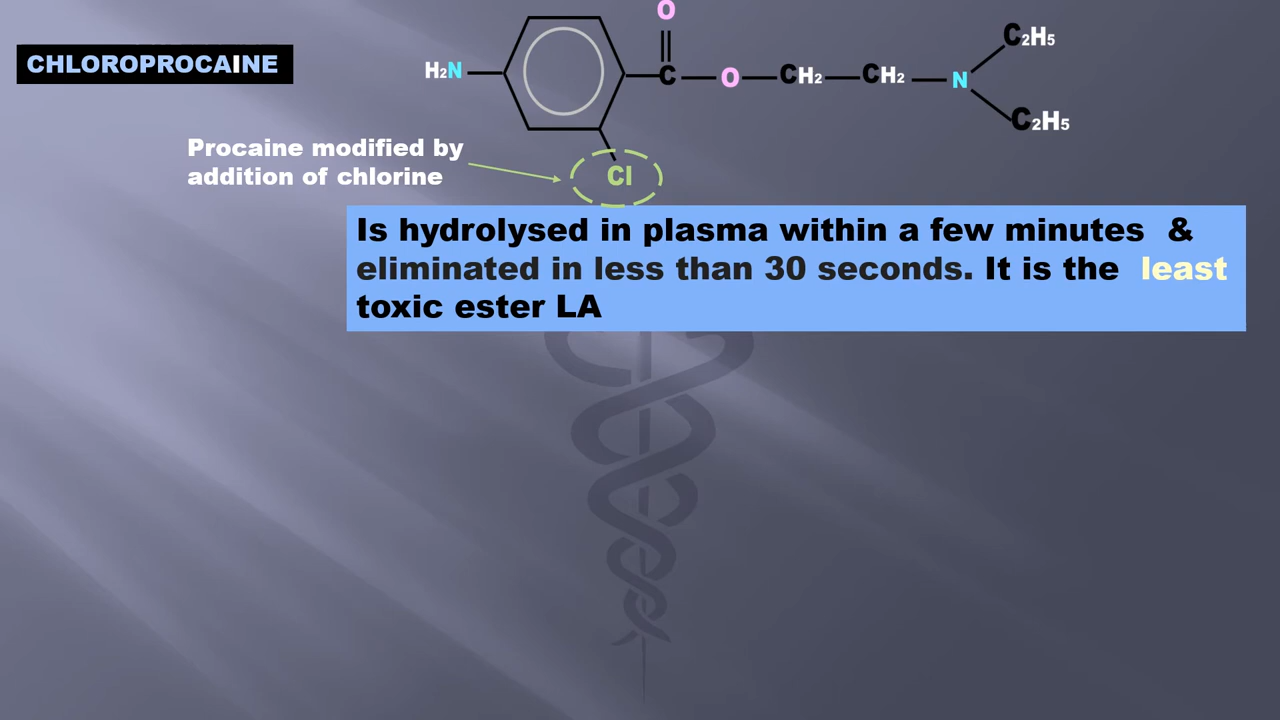 CHLOROPROCAINE
O
H₂N C O CH₂ CH₂ N
C₂H₅
C₂H₅
Cl
Procaine modified by
addition of chlorine
Is hydrolysed in plasma within a few minutes &
eliminated in less than 30 seconds. It is the least
toxic ester LA